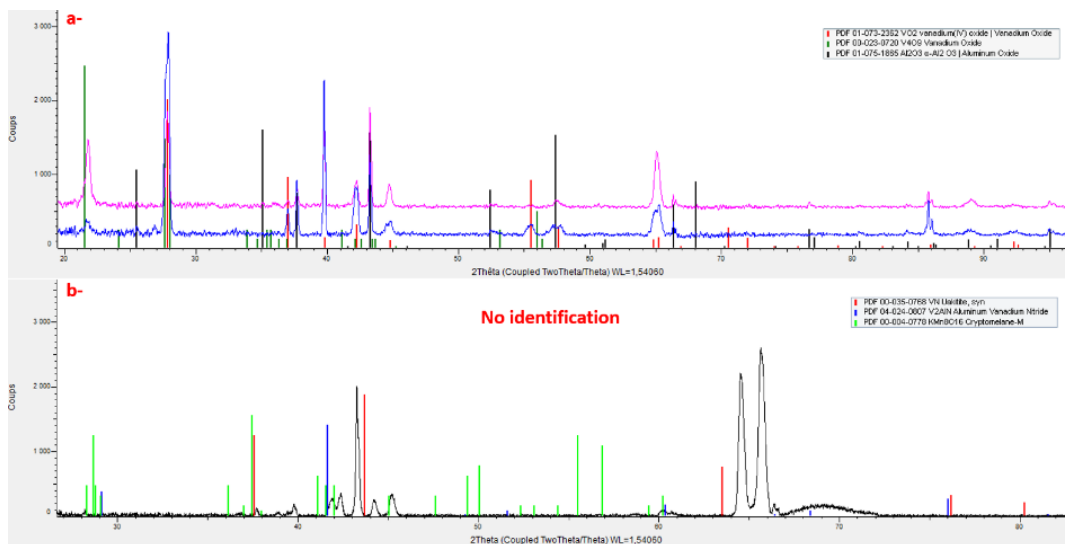 a-
3 000
2 000
1 000
0
Coups
PDF 01-073-2362 VO2 vanadium(IV) oxide | Vanadium Oxide
PDF 00-023-0720 V4O9 Vanadium Oxide
PDF 01-075-1865 Al2O3 α-Al2 O3 | Aluminum Oxide
20 30 40 50 60 70 80 90
2Thêta (Coupled TwoTheta/Theta) WL=1,54060
b-
No identification
3 000
2 000
1 000
0
Coups
PDF 00-035-0768 VN Uakitite, syn
PDF 04-024-0807 V2AlN Aluminum Vanadium Nitride
PDF 00-004-0778 KMn8O16 Cryptomelane-M
30 40 50 60 70 80
2Theta (Coupled TwoTheta/Theta) WL=1,54060